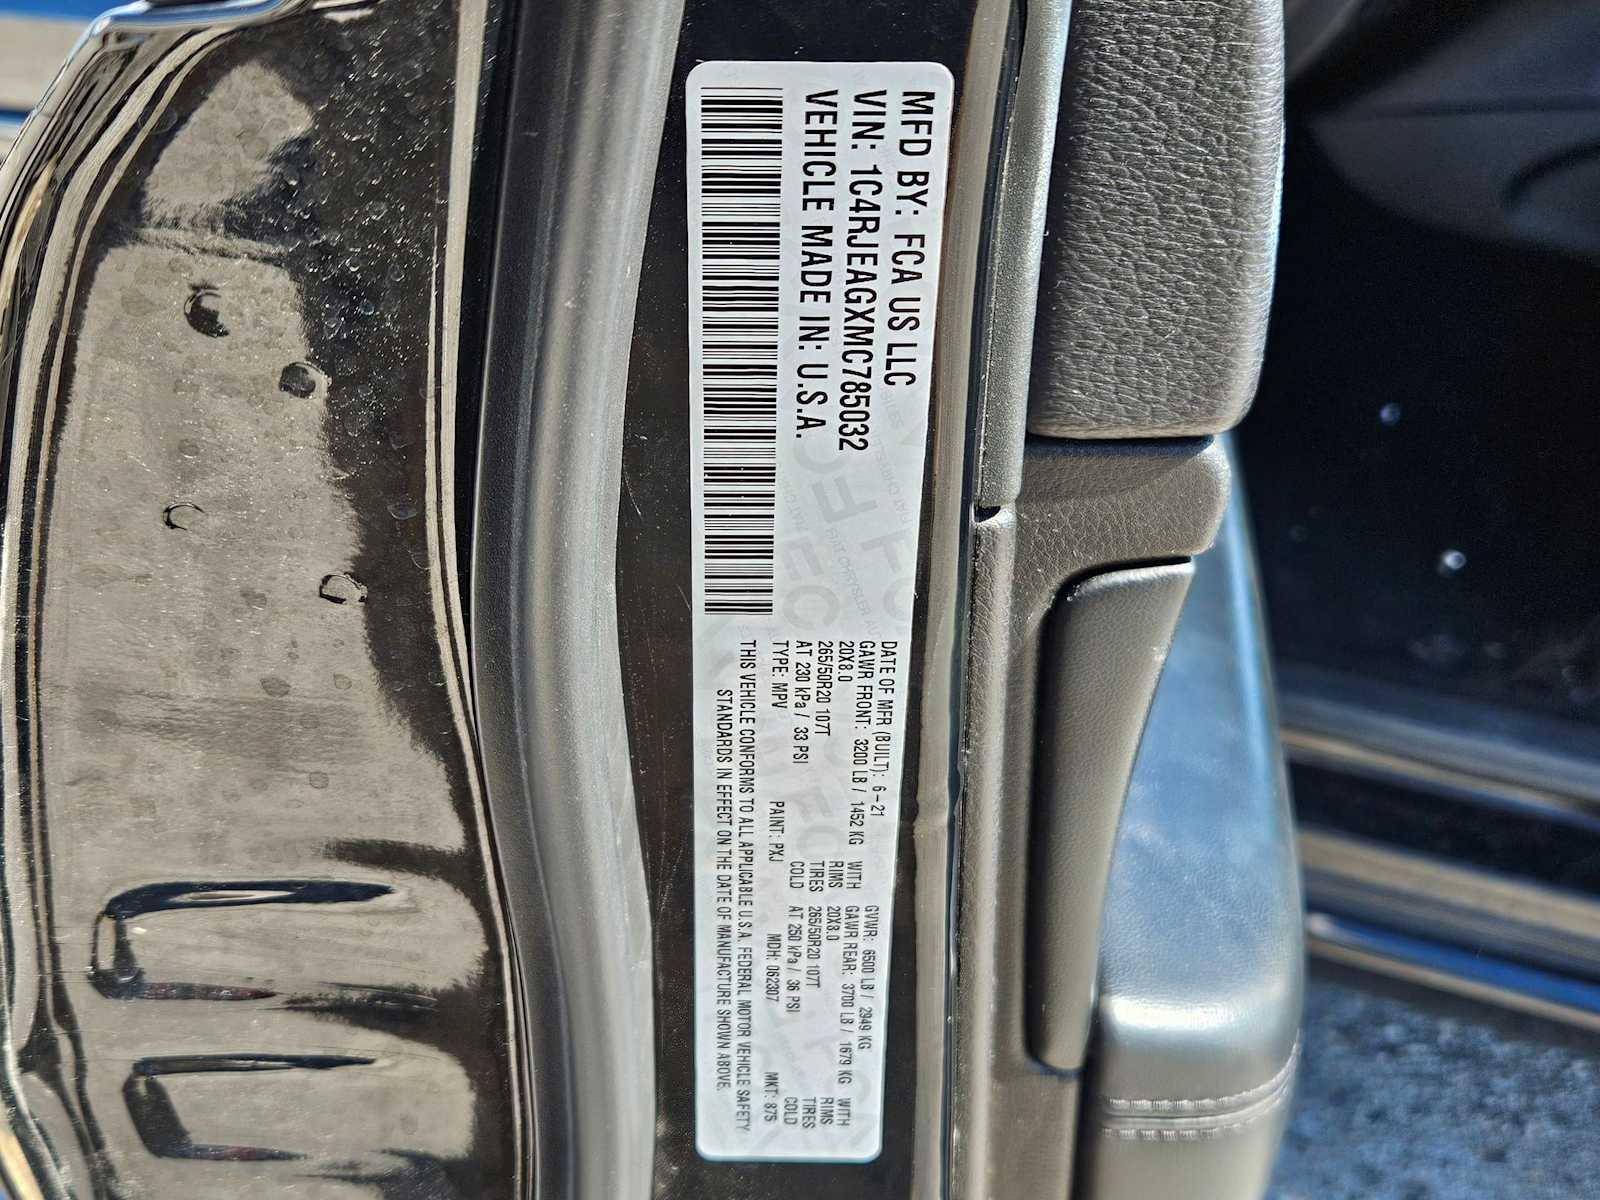 MFD BY: FCA US LLC
VIN: 1C4RJEAGXMC785032
VEHICLE MADE IN: U.S.A.
DATE OF MFR (BUILT): 6-21 GVWR: 6500 LB / 2949 KG
GAWR FRONT: 3200 LB / 1452 KG WITH GAWR REAR: 3700 LB / 1679 KG WITH
20X8.0 RIMS 20X8.0 RIMS
265/50R20 107T TIRES 265/50R20 107T TIRES
AT 230 kPa / 33 PSI COLD AT 250 kPa / 36 PSI COLD
TYPE: MPV PAINT: PXJ MDH: 062307 MKT: 875
THIS VEHICLE CONFORMS TO ALL APPLICABLE U.S.A. FEDERAL MOTOR VEHICLE SAFETY
STANDARDS IN EFFECT ON THE DATE OF MANUFACTURE SHOWN ABOVE.